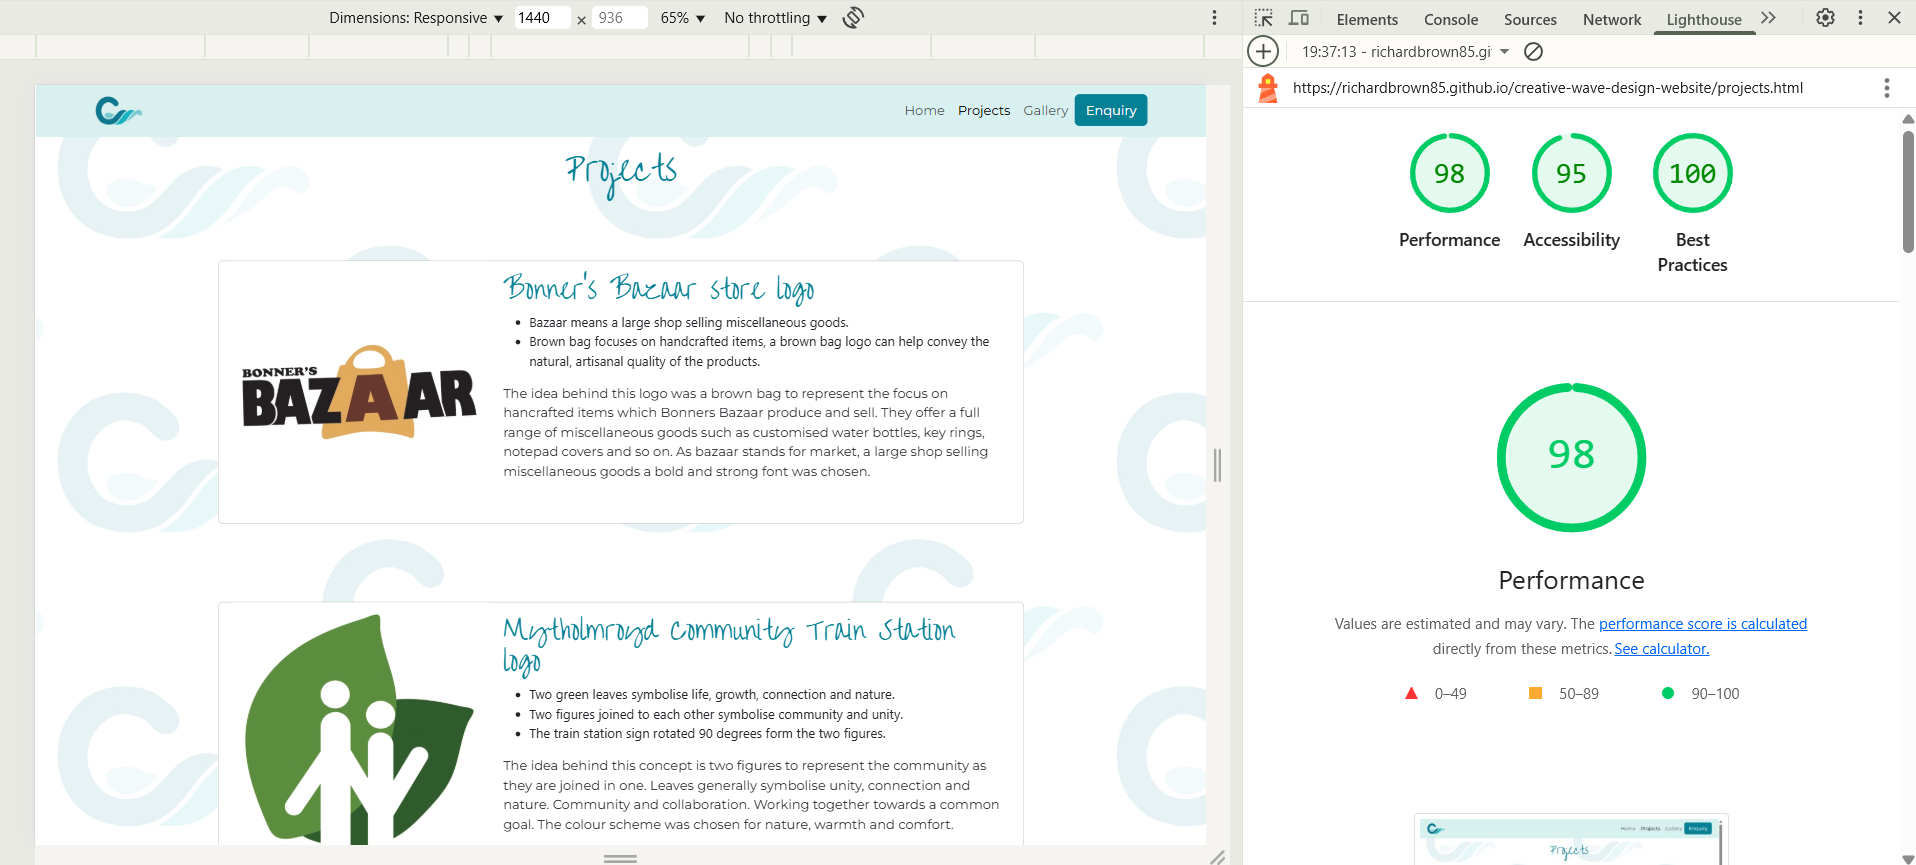 Dimensions: Responsive ▼ 1440 × 936 65% ▼ No throttling ▼
Elements Console Sources Network Lighthouse
19:37:13 - richardbrown85.gi
https://richardbrown85.github.io/creative-wave-design-website/projects.html
Home Projects Gallery Enquiry
Projects
Bonner's Bazaar store logo
• Bazaar means a large shop selling miscellaneous goods.
• Brown bag focuses on handcrafted items, a brown bag logo can help convey the
natural, artisanal quality of the products.
BONNER'S
BAZAAR
The idea behind this logo was a brown bag to represent the focus on
hancrafted items which Bonners Bazaar produce and sell. They offer a full
range of miscellaneous goods such as customised water bottles, key rings,
notepad covers and so on. As bazaar stands for market, a large shop selling
miscellaneous goods a bold and strong font was chosen.
Mytholmroyd Community Train Station
logo
• Two green leaves symbolise life, growth, connection and nature.
• Two figures joined to each other symbolise community and unity.
• The train station sign rotated 90 degrees form the two figures.
The idea behind this concept is two figures to represent the community as
they are joined in one. Leaves generally symbolise unity, connection and
nature. Community and collaboration. Working together towards a common
goal. The colour scheme was chosen for nature, warmth and comfort.
98 95 100
Performance Accessibility Best
Practices
98
Performance
Values are estimated and may vary. The performance score is calculated
directly from these metrics. See calculator.
0–49 50–89 90–100
Home Projects Gallery Enquiry
Projects